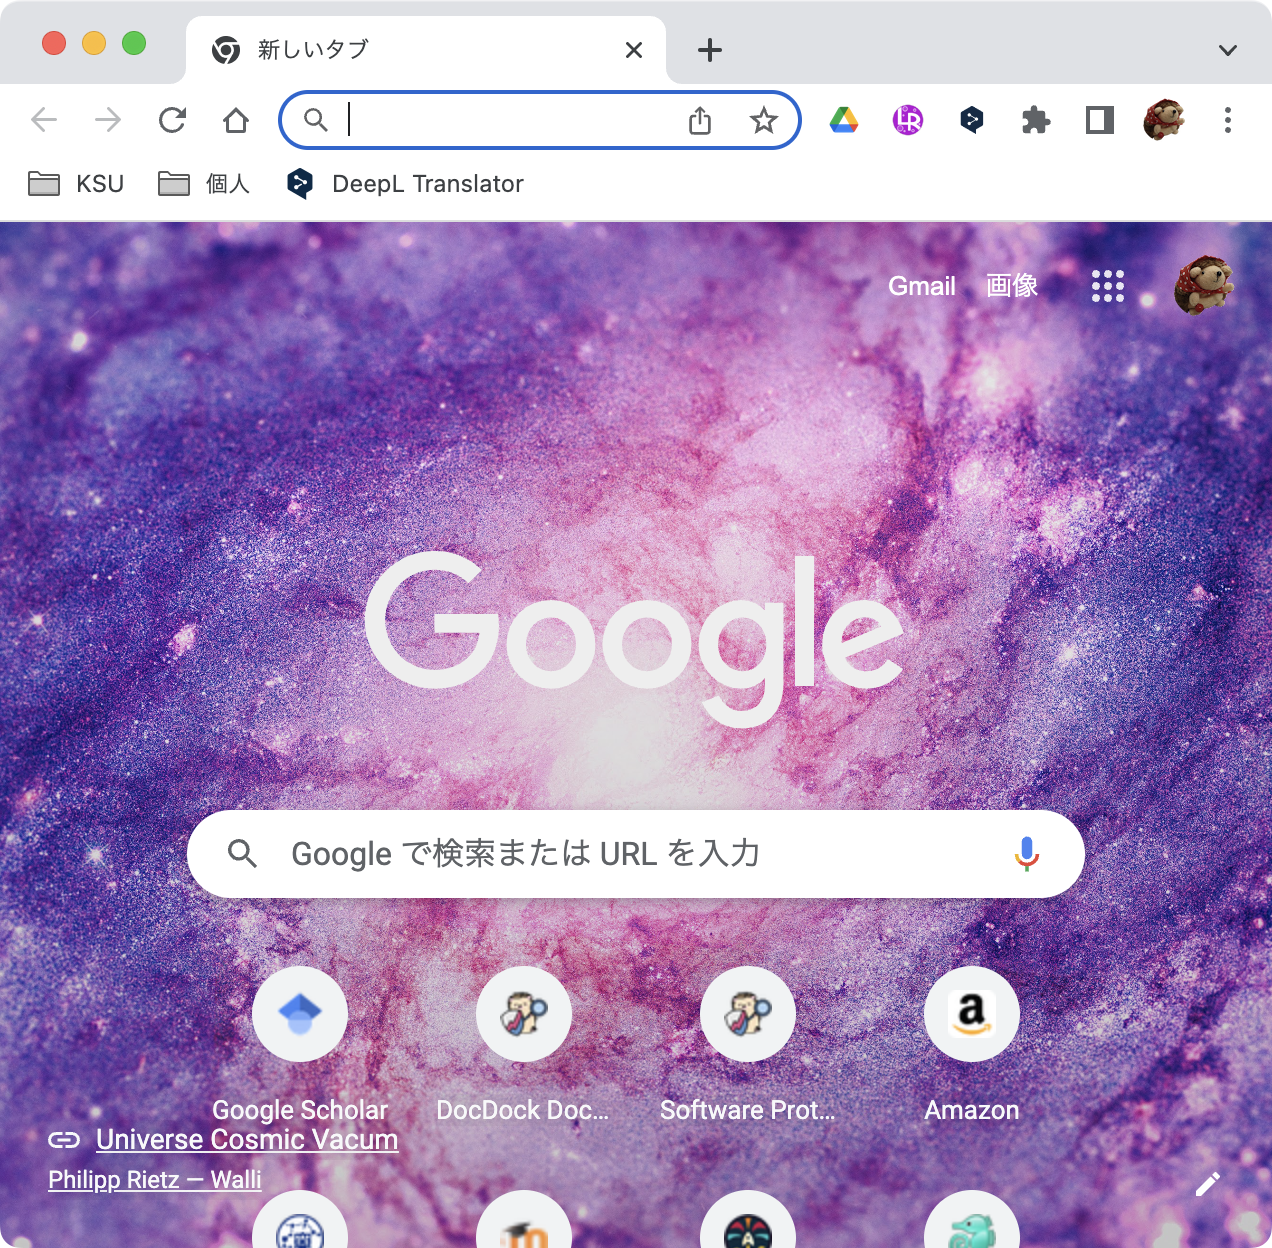 新しいタブ
KSU 個人 DeepL Translator
Gmail 画像
Google
Google で検索または URL を入力
Google Scholar DocDock Doc... Software Prot... Amazon
Universe Cosmic Vacum
Philipp Rietz — Walli